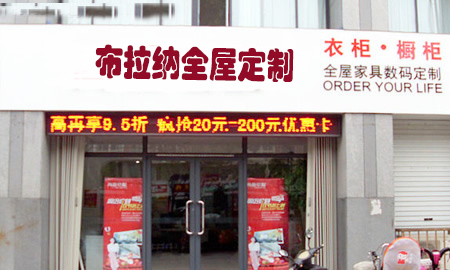 布拉纳全屋定制
衣柜·橱柜
全屋家具数码定制
ORDER YOUR LIFE
高再享9.5折 疯抢20元-200元优惠卡